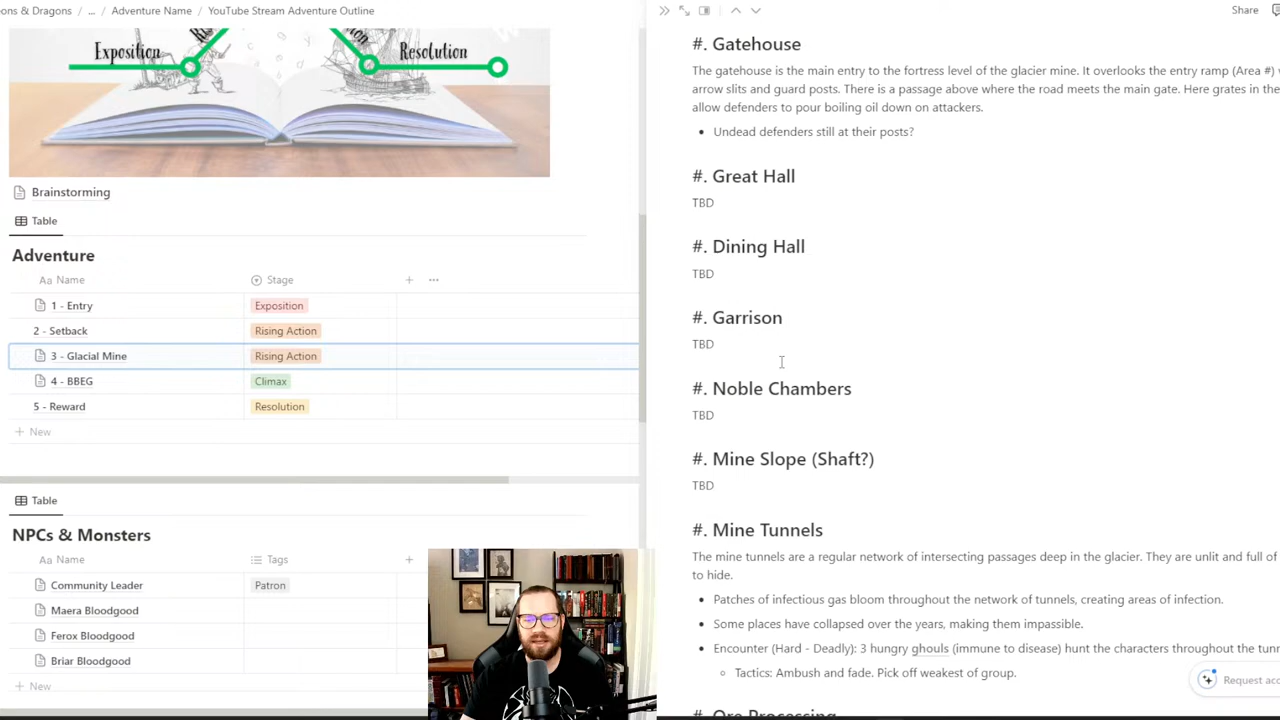 ons & Dragons / ... / Adventure Name / YouTube Stream Adventure Outline
Exposition
Resolution
Brainstorming
Table
Adventure
Aa Name
Stage
1 - Entry
Exposition
2 - Setback
Rising Action
3 - Glacial Mine
Rising Action
4 - BBEG
Climax
5 - Reward
Resolution
+ New
Table
NPCs & Monsters
Aa Name
Tags
Community Leader
Patron
Maera Bloodgood
Ferox Bloodgood
Briar Bloodgood
+ New
Share
#. Gatehouse
The gatehouse is the main entry to the fortress level of the glacier mine. It overlooks the entry ramp (Area #)
arrow slits and guard posts. There is a passage above where the road meets the main gate. Here grates in the
allow defenders to pour boiling oil down on attackers.
• Undead defenders still at their posts?
#. Great Hall
TBD
#. Dining Hall
TBD
#. Garrison
TBD
#. Noble Chambers
TBD
#. Mine Slope (Shaft?)
TBD
#. Mine Tunnels
The mine tunnels are a regular network of intersecting passages deep in the glacier. They are unlit and full of
to hide.
• Patches of infectious gas bloom throughout the network of tunnels, creating areas of infection.
• Some places have collapsed over the years, making them impassible.
• Encounter (Hard - Deadly): 3 hungry ghouls (immune to disease) hunt the characters throughout the tunn
◦ Tactics: Ambush and fade. Pick off weakest of group.
Request acc
#. Ore Processing